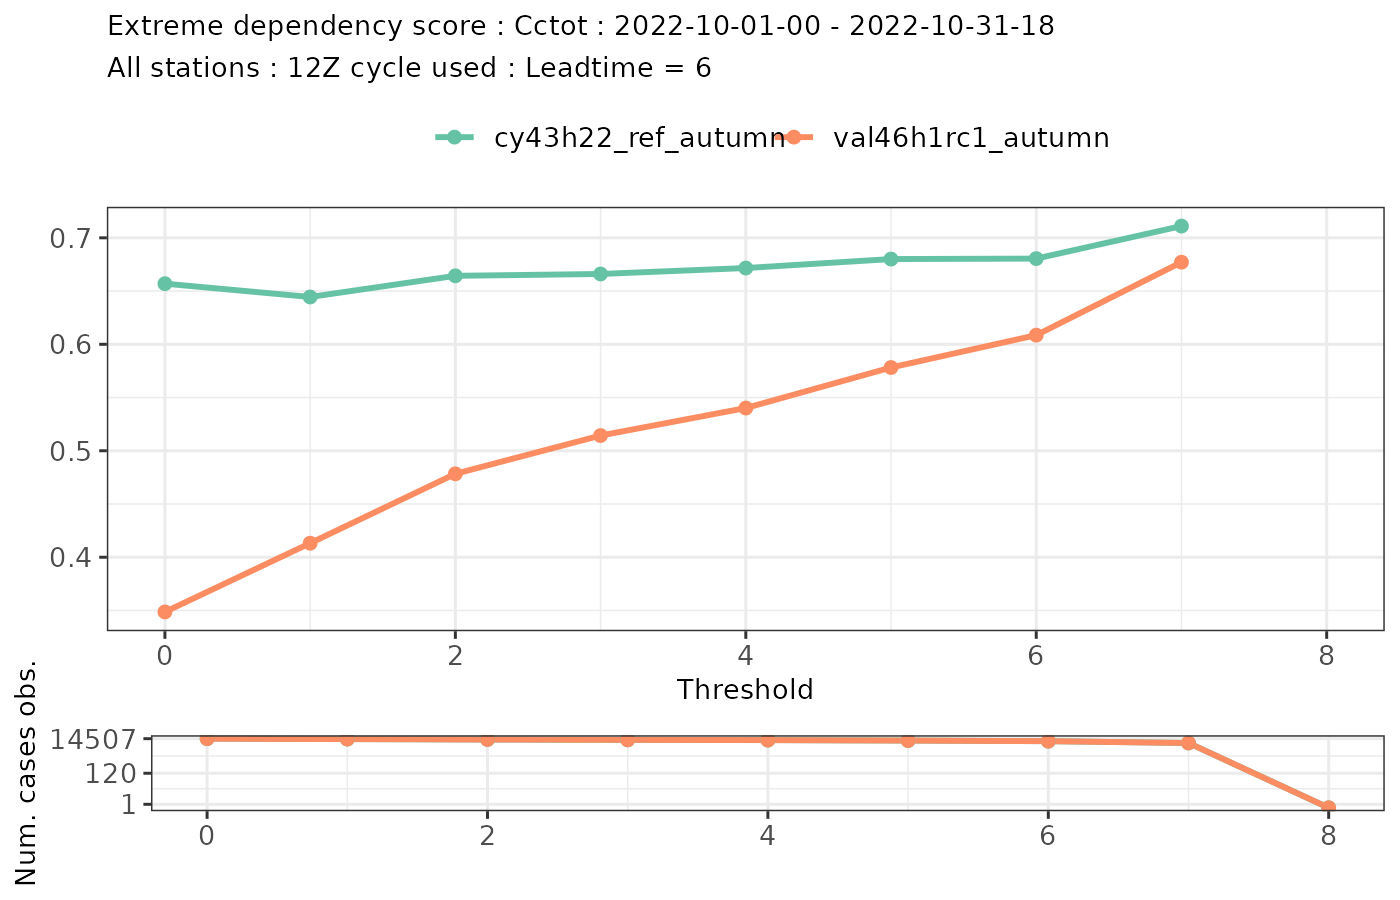 Extreme dependency score : Cctot : 2022-10-01-00 - 2022-10-31-18
All stations : 12Z cycle used : Leadtime = 6
cy43h22_ref_autumn val46h1rc1_autumn
0.7
0.6
0.5
0.4
0 2 4 6 8
Threshold
Num. cases obs.
14507
120
1
0 2 4 6 8